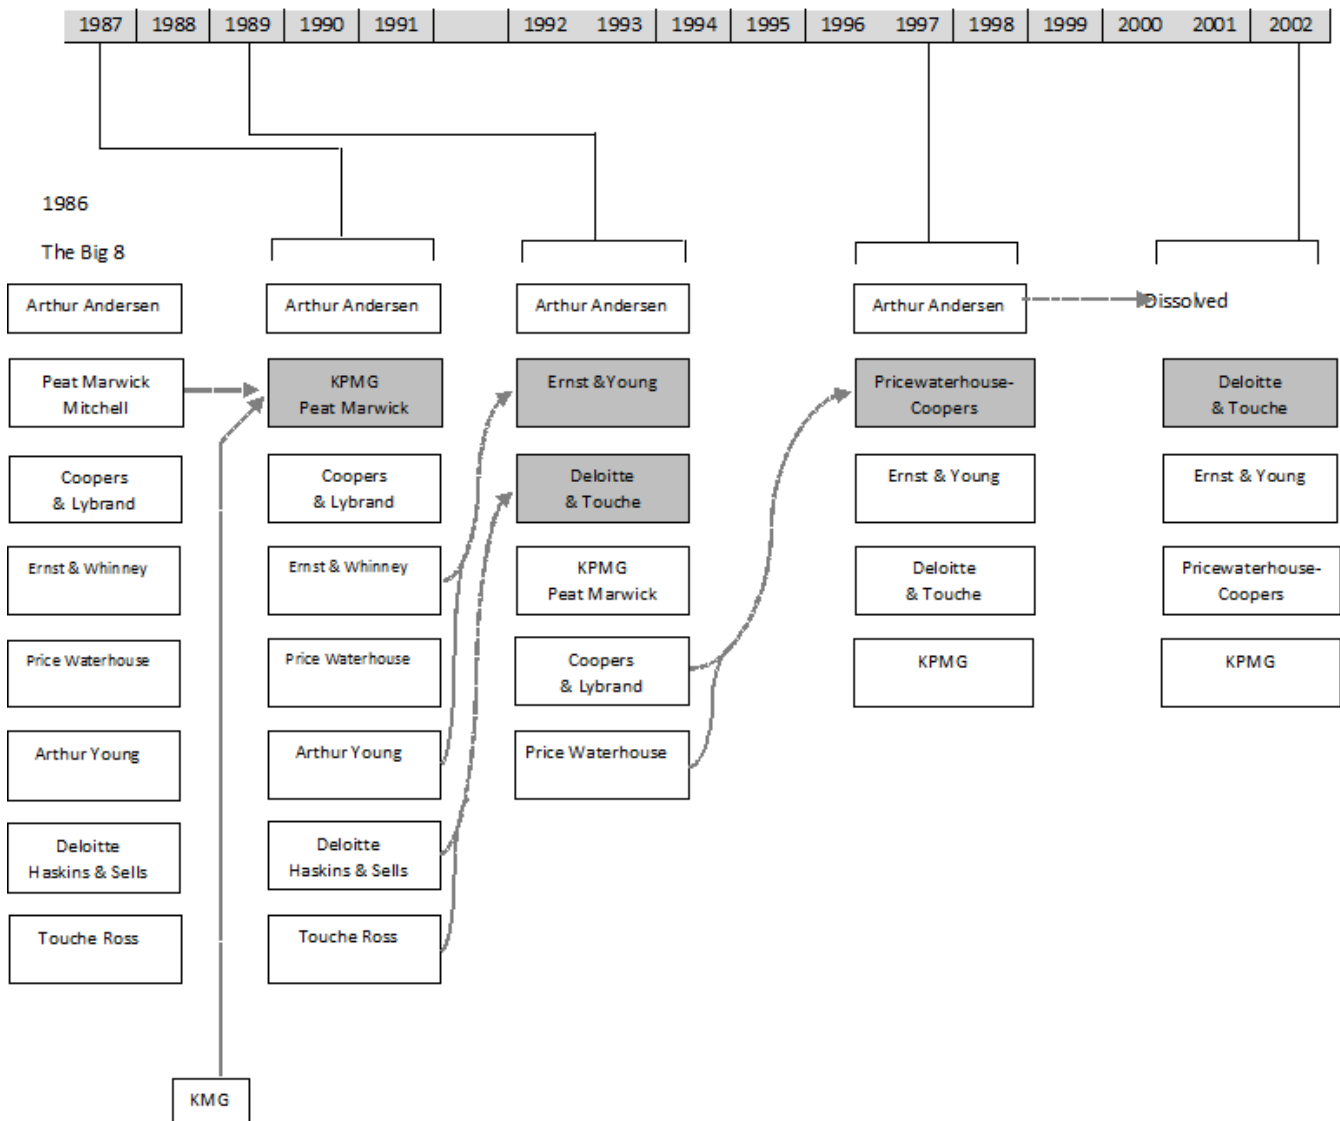 1987 1988 1989 1990 1991 1992 1993 1994 1995 1996 1997 1998 1999 2000 2001 2002
1986
The Big 8
Arthur Andersen
Peat Marwick
Mitchell
Coopers
& Lybrand
Ernst & Whinney
Price Waterhouse
Arthur Young
Deloitte
Haskins & Sells
Touche Ross
KMG
Arthur Andersen
KPMG
Peat Marwick
Coopers
& Lybrand
Ernst & Whinney
Price Waterhouse
Arthur Young
Deloitte
Haskins & Sells
Touche Ross
Arthur Andersen
Ernst & Young
Deloitte
& Touche
KPMG
Peat Marwick
Coopers
& Lybrand
Price Waterhouse
Arthur Andersen
Pricewaterhouse-
Coopers
Ernst & Young
Deloitte
& Touche
KPMG
Dissolved
Deloitte
& Touche
Ernst & Young
Pricewaterhouse-
Coopers
KPMG